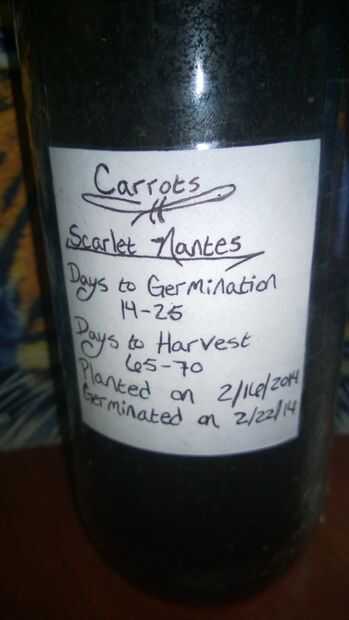 Carrots
Scarlet Nantes
Days to Germination
14-25
Days to Harvest
65-70
Planted on 2/16/2014
Germinated on 2/22/14